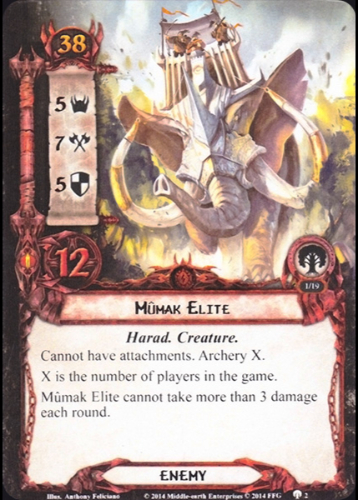 38
5
7
5
12
MÛMAK ELITE
1/19
Harad. Creature.
Cannot have attachments. Archery X.
X is the number of players in the game.
Mûmak Elite cannot take more than 3 damage
each round.
ENEMY
Illus. Anthony Feliciano © 2014 Middle-earth Enterprises © 2014 FFG 2